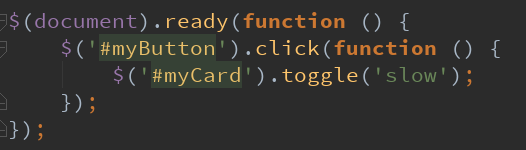 $(document).ready(function () {
$('#myButton').click(function () {
$('#myCard').toggle('slow');
});
});